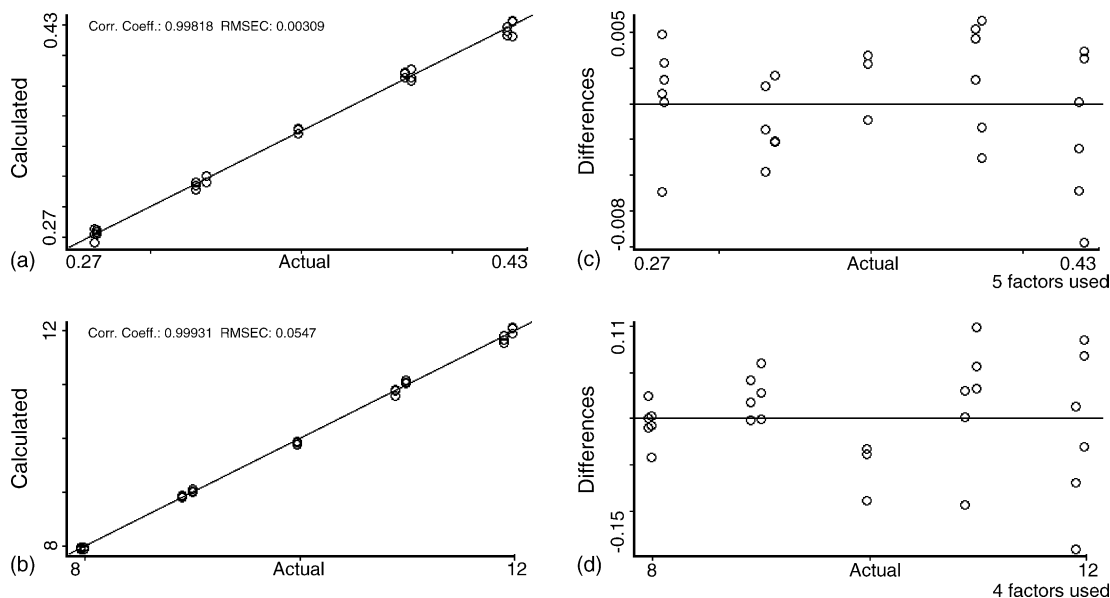 0.43
Corr. Coeff.: 0.99818 RMSEC: 0.00309
Calculated
0.27
(a)
0.27
Actual
0.43
0.005
Differences
-0.008
(c)
0.27
Actual
0.43
5 factors used
12
Corr. Coeff.: 0.99931 RMSEC: 0.0547
Calculated
8
(b)
8
Actual
12
0.11
Differences
-0.15
(d)
8
Actual
12
4 factors used